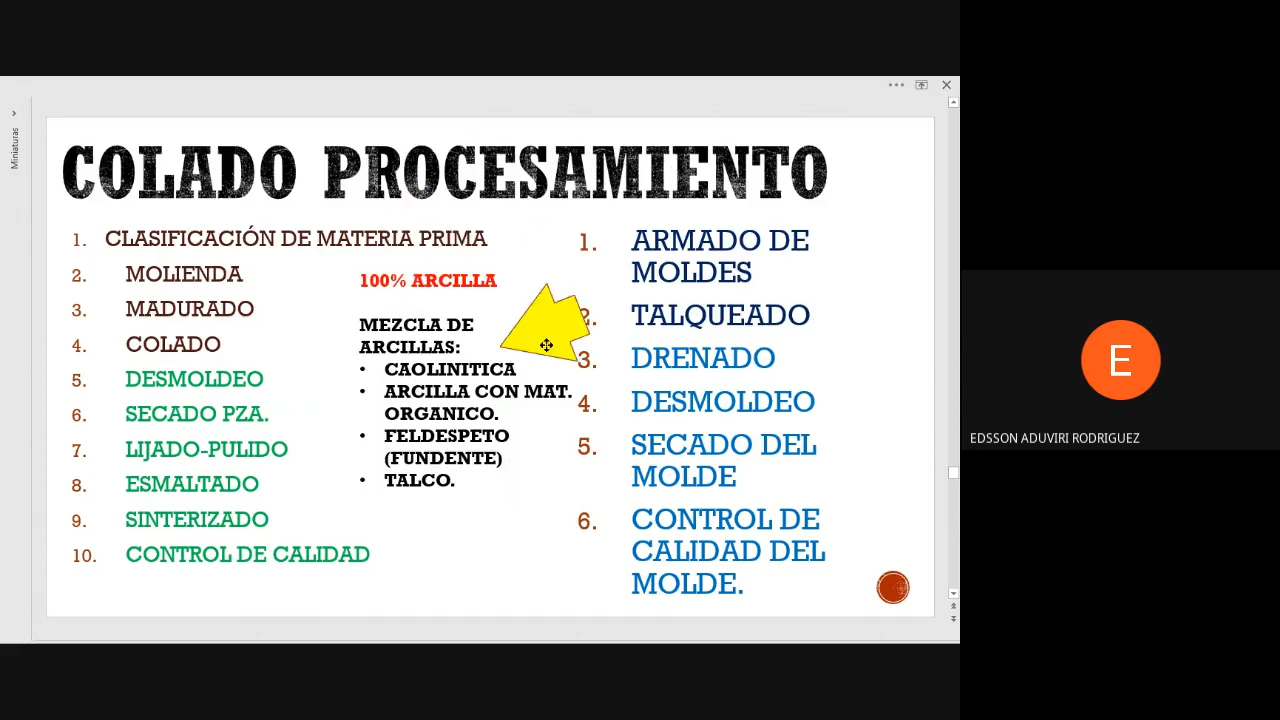 Miniaturas
COLADO PROCESAMIENTO
1. CLASIFICACIÓN DE MATERIA PRIMA
2. MOLIENDA
3. MADURADO
4. COLADO
5. DESMOLDEO
6. SECADO PZA.
7. LIJADO-PULIDO
8. ESMALTADO
9. SINTERIZADO
10. CONTROL DE CALIDAD
100% ARCILLA
MEZCLA DE
ARCILLAS:
• CAOLINITICA
• ARCILLA CON MAT.
ORGANICO.
• FELDESPETO
(FUNDENTE)
• TALCO.
1. ARMADO DE
MOLDES
2. TALQUEADO
3. DRENADO
4. DESMOLDEO
5. SECADO DEL
MOLDE
6. CONTROL DE
CALIDAD DEL
MOLDE.
E
EDSSON ADUVIRI RODRIGUEZ